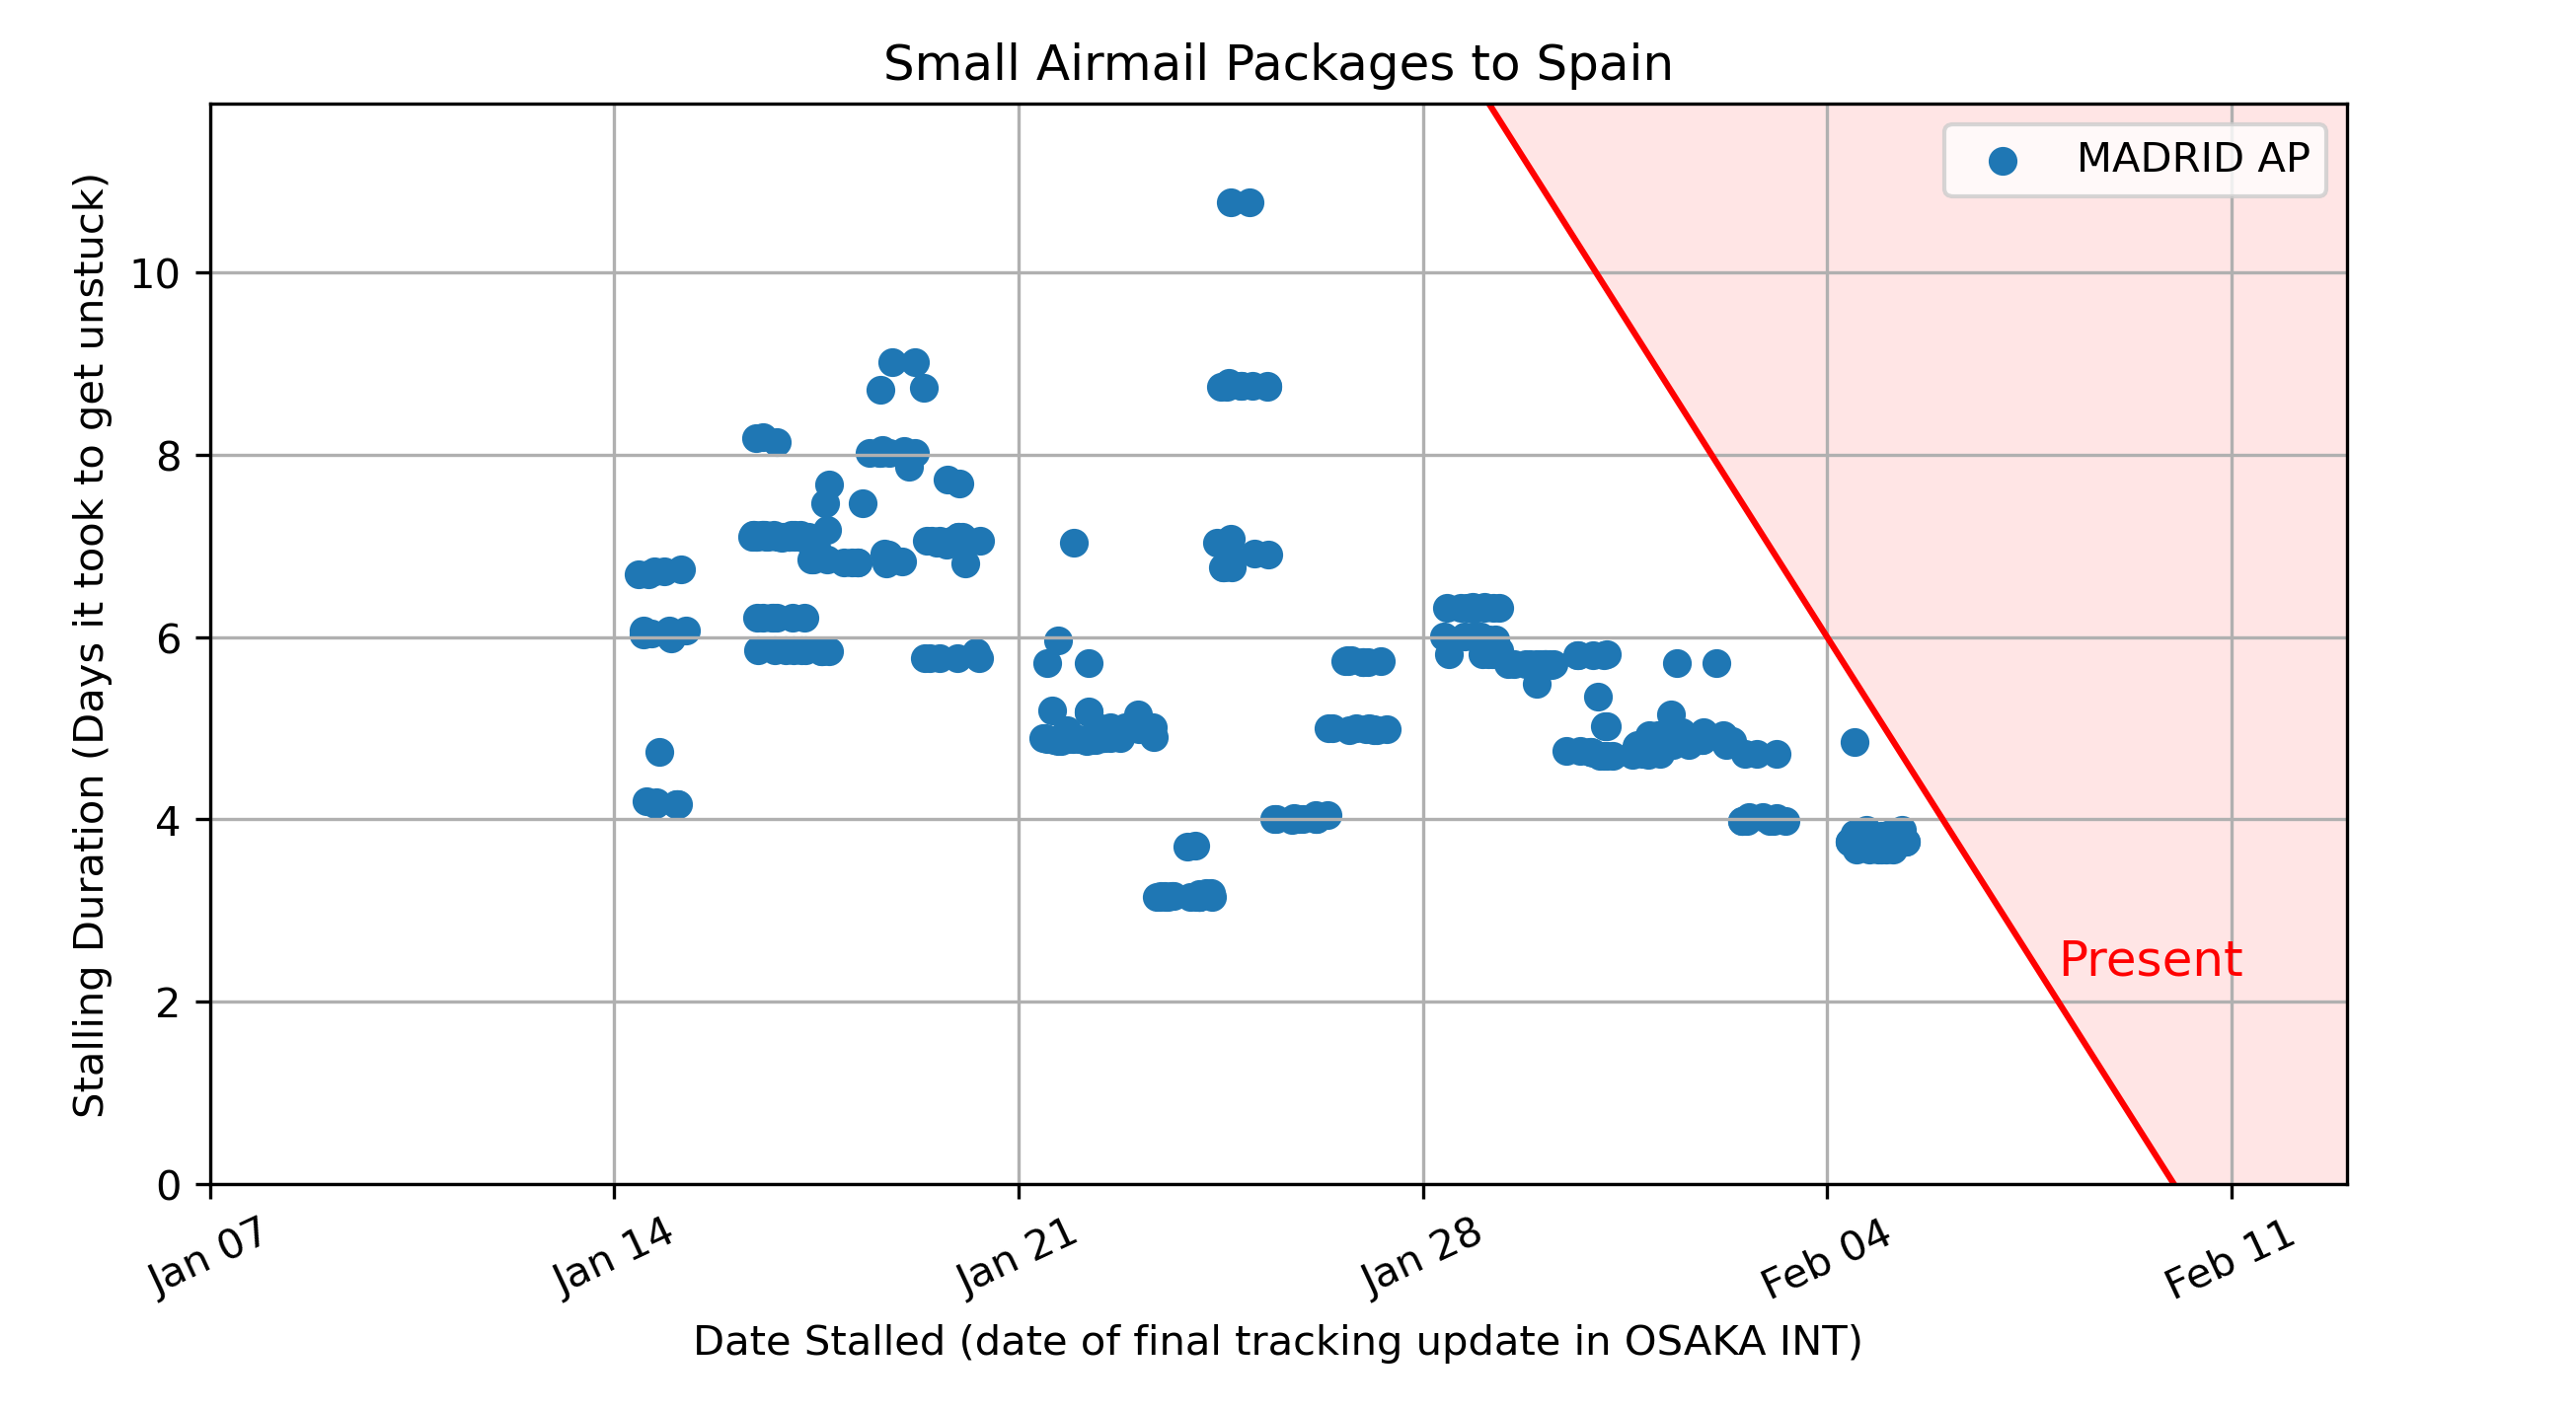 Small Airmail Packages to Spain
MADRID AP
Stalling Duration (Days it took to get unstuck)
10
8
6
4
2
0
Present
Jan 07
Jan 14
Jan 21
Jan 28
Feb 04
Feb 11
Date Stalled (date of final tracking update in OSAKA INT)